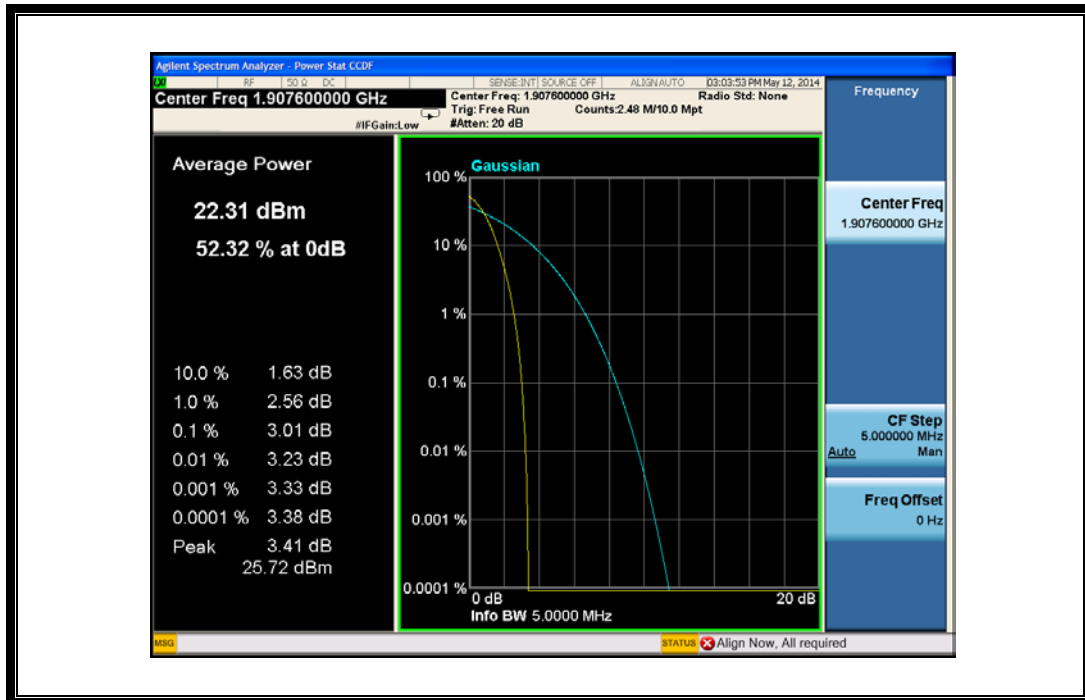 Agilent Spectrum Analyzer - Power Stat CCDF
RF 50 Ω DC SENSE:INT SOURCE OFF ALIGN AUTO 03:03:53 PM May 12, 2014
Center Freq 1.907600000 GHz
Center Freq: 1.907600000 GHz Radio Std: None
Trig: Free Run Counts:2.48 M/10.0 Mpt
#IFGain:Low #Atten: 20 dB
Frequency
Average Power
22.31 dBm
52.32 % at 0dB
10.0 % 1.63 dB
1.0 % 2.56 dB
0.1 % 3.01 dB
0.01 % 3.23 dB
0.001 % 3.33 dB
0.0001 % 3.38 dB
Peak 3.41 dB
25.72 dBm
Gaussian
100 %
10 %
1 %
0.1 %
0.01 %
0.001 %
0.0001 %
0 dB 20 dB
Info BW 5.0000 MHz
Center Freq
1.907600000 GHz
CF Step
5.000000 MHz
Auto Man
Freq Offset
0 Hz
MSG STATUS Align Now, All required